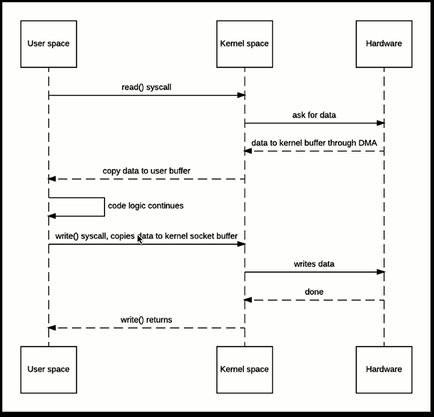 User space
Kernel space
Hardware
read() syscall
ask for data
data to kernel buffer through DMA
copy data to user buffer
code logic continues
write() syscall, copies data to kernel socket buffer
writes data
done
write() returns
User space
Kernel space
Hardware